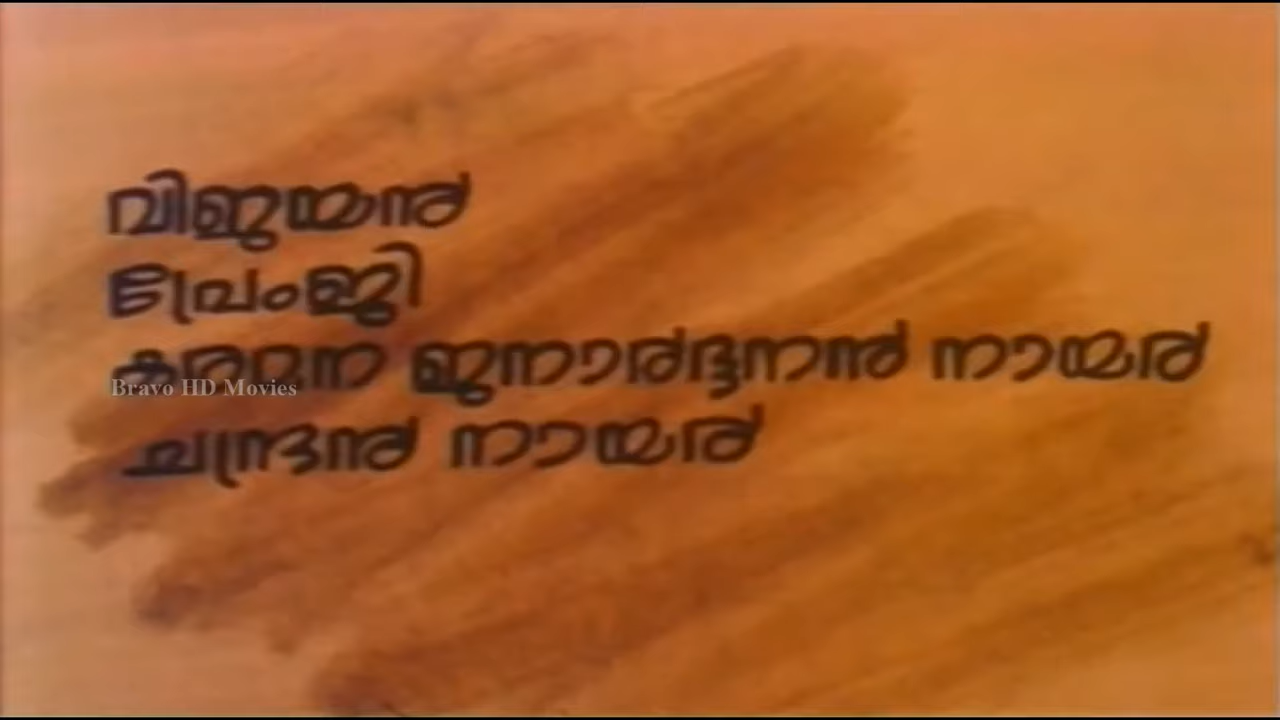 വിജയൻ
പ്രേംജി
കരമന ജനാർദ്ദനൻ നായർ
Bravo HD Movies
ചന്ദ്രൻ നായർ